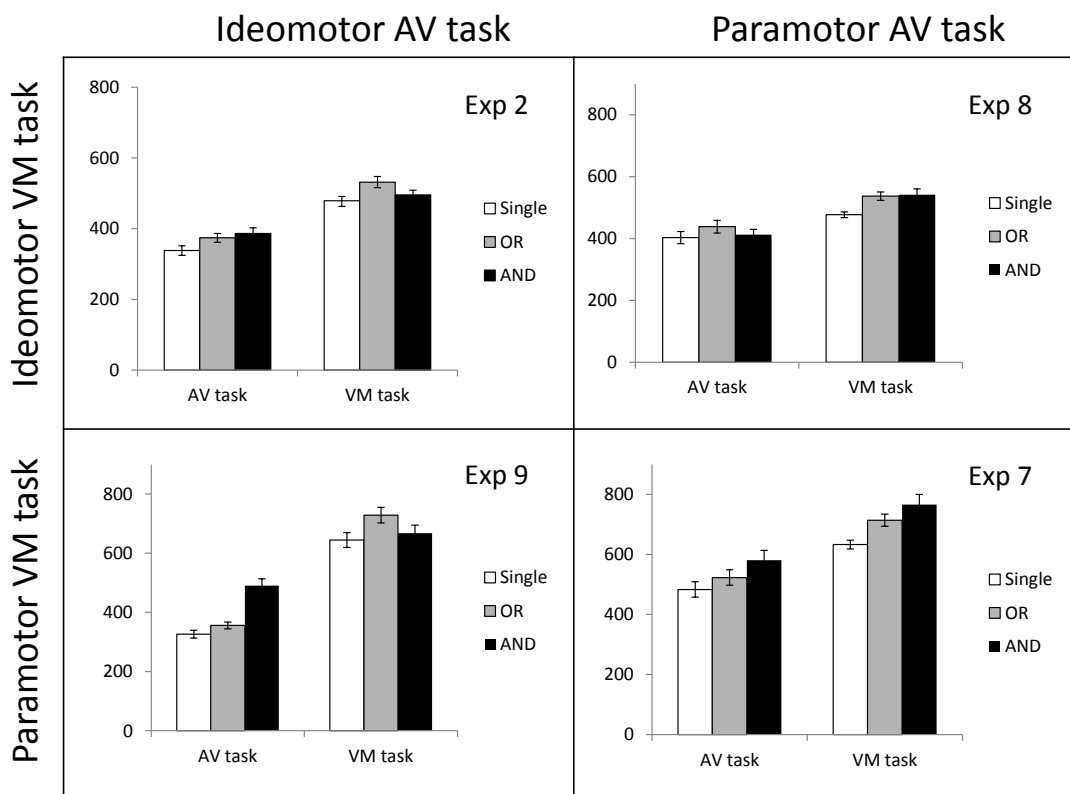 Ideomotor AV task
Paramotor AV task
Ideomotor VM task
Exp 2
800
600
400
200
0
AV task
VM task
Single
OR
AND
Exp 8
800
600
400
200
0
AV task
VM task
Single
OR
AND
Paramotor VM task
Exp 9
800
600
400
200
0
AV task
VM task
Single
OR
AND
Exp 7
800
600
400
200
0
AV task
VM task
Single
OR
AND